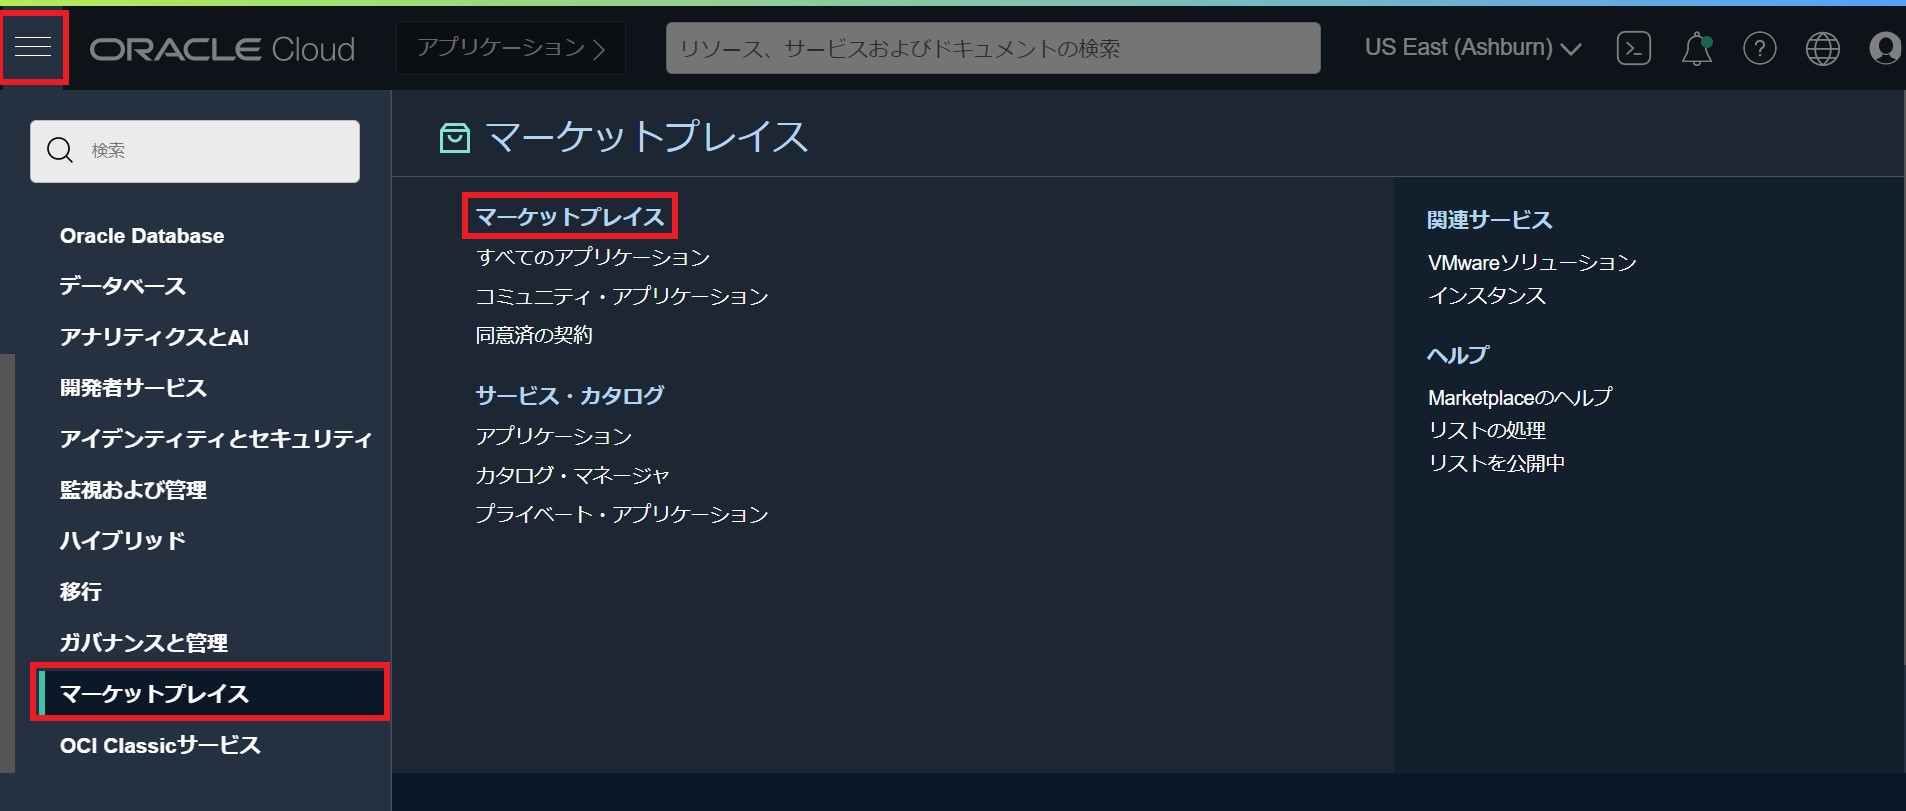 ORACLE Cloud
アプリケーション
リソース、サービスおよびドキュメントの検索
US East (Ashburn)
検索
Oracle Database
データベース
アナリティクスとAI
開発者サービス
アイデンティティとセキュリティ
監視および管理
ハイブリッド
移行
ガバナンスと管理
マーケットプレイス
OCI Classicサービス
マーケットプレイス
マーケットプレイス
すべてのアプリケーション
コミュニティ・アプリケーション
同意済の契約
サービス・カタログ
アプリケーション
カタログ・マネージャ
プライベート・アプリケーション
関連サービス
VMwareソリューション
インスタンス
ヘルプ
Marketplaceのヘルプ
リストの処理
リストを公開中